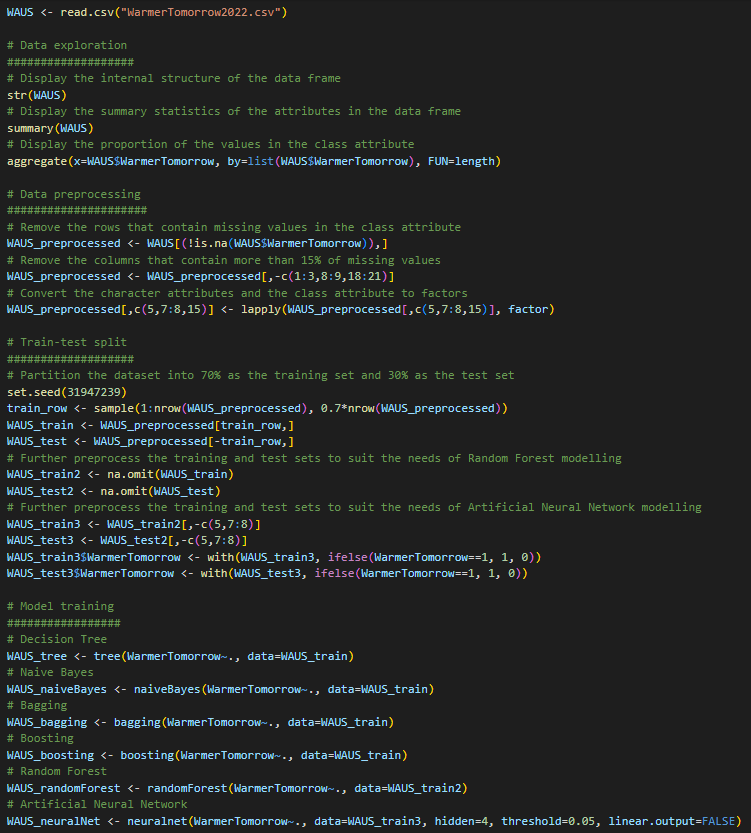 WAUS <- read.csv("WarmerTomorrow2022.csv")
# Data exploration
###################
# Display the internal structure of the data frame
str(WAUS)
# Display the summary statistics of the attributes in the data frame
summary(WAUS)
# Display the proportion of the values in the class attribute
aggregate(x=WAUS$WarmerTomorrow, by=list(WAUS$WarmerTomorrow), FUN=length)
# Data preprocessing
#####################
# Remove the rows that contain missing values in the class attribute
WAUS_preprocessed <- WAUS[(!is.na(WAUS$WarmerTomorrow)),]
# Remove the columns that contain more than 15% of missing values
WAUS_preprocessed <- WAUS_preprocessed[,-c(1:3,8:9,18:21)]
# Convert the character attributes and the class attribute to factors
WAUS_preprocessed[,c(5,7:8,15)] <- lapply(WAUS_preprocessed[,c(5,7:8,15)], factor)
# Train-test split
###################
# Partition the dataset into 70% as the training set and 30% as the test set
set.seed(31947239)
train_row <- sample(1:nrow(WAUS_preprocessed), 0.7*nrow(WAUS_preprocessed))
WAUS_train <- WAUS_preprocessed[train_row,]
WAUS_test <- WAUS_preprocessed[-train_row,]
# Further preprocess the training and test sets to suit the needs of Random Forest modelling
WAUS_train2 <- na.omit(WAUS_train)
WAUS_test2 <- na.omit(WAUS_test)
# Further preprocess the training and test sets to suit the needs of Artificial Neural Network modelling
WAUS_train3 <- WAUS_train2[,-c(5,7:8)]
WAUS_test3 <- WAUS_test2[,-c(5,7:8)]
WAUS_train3$WarmerTomorrow <- with(WAUS_train3, ifelse(WarmerTomorrow==1, 1, 0))
WAUS_test3$WarmerTomorrow <- with(WAUS_test3, ifelse(WarmerTomorrow==1, 1, 0))
# Model training
#################
# Decision Tree
WAUS_tree <- tree(WarmerTomorrow~., data=WAUS_train)
# Naive Bayes
WAUS_naiveBayes <- naiveBayes(WarmerTomorrow~., data=WAUS_train)
# Bagging
WAUS_bagging <- bagging(WarmerTomorrow~., data=WAUS_train)
# Boosting
WAUS_boosting <- boosting(WarmerTomorrow~., data=WAUS_train)
# Random Forest
WAUS_randomForest <- randomForest(WarmerTomorrow~., data=WAUS_train2)
# Artificial Neural Network
WAUS_neuralNet <- neuralnet(WarmerTomorrow~., data=WAUS_train3, hidden=4, threshold=0.05, linear.output=FALSE)